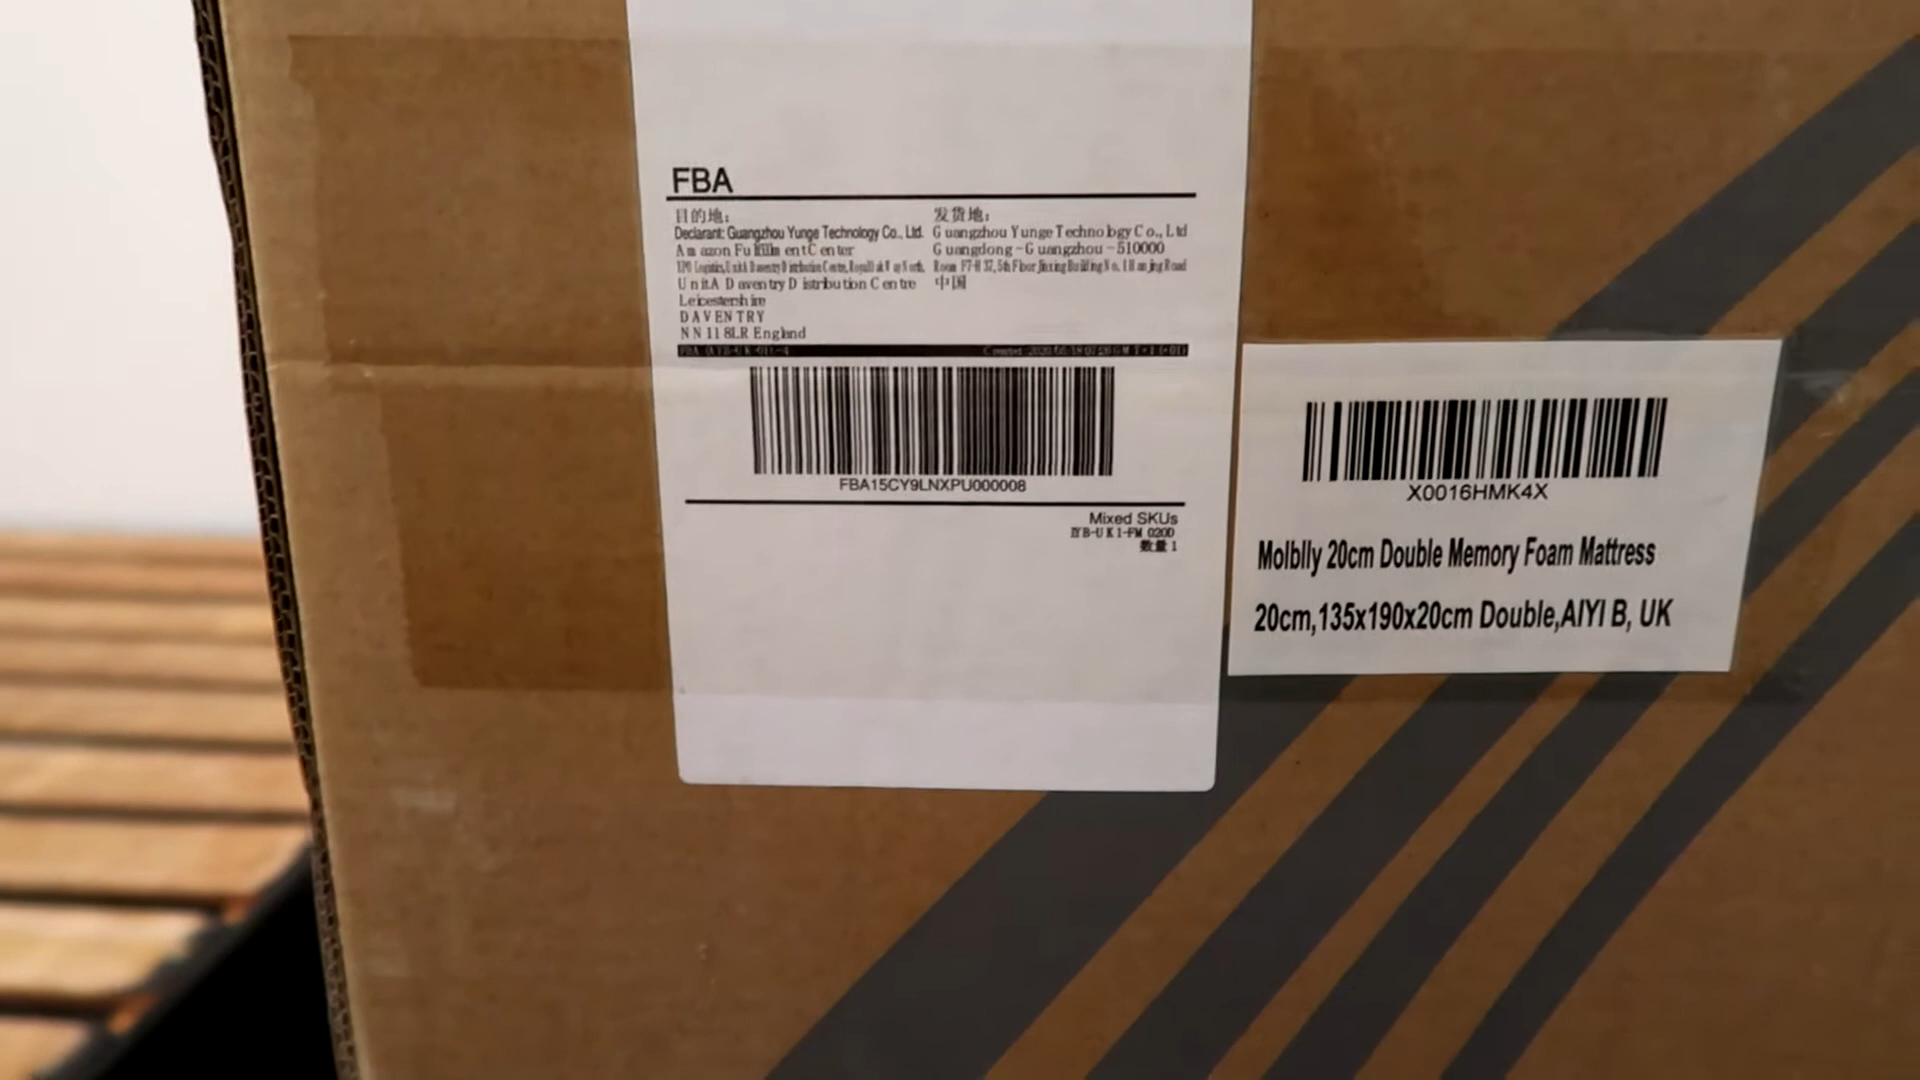 FBA
目的地:
Declarant: Guangzhou Yunge Technology Co., Ltd.
Amazon Fulfillment Center
Unit A Daventry Distribution Centre
Leicestershire
DAVENTRY
NN11 8LR England
发货地:
Guangzhou Yunge Technology Co., Ltd
Guangdong-Guangzhou-510000
中国
FBA15CY9LNXPU000008
Mixed SKUs
数量 1
X0016HMK4X
Molblly 20cm Double Memory Foam Mattress
20cm,135x190x20cm Double,AIYI B, UK